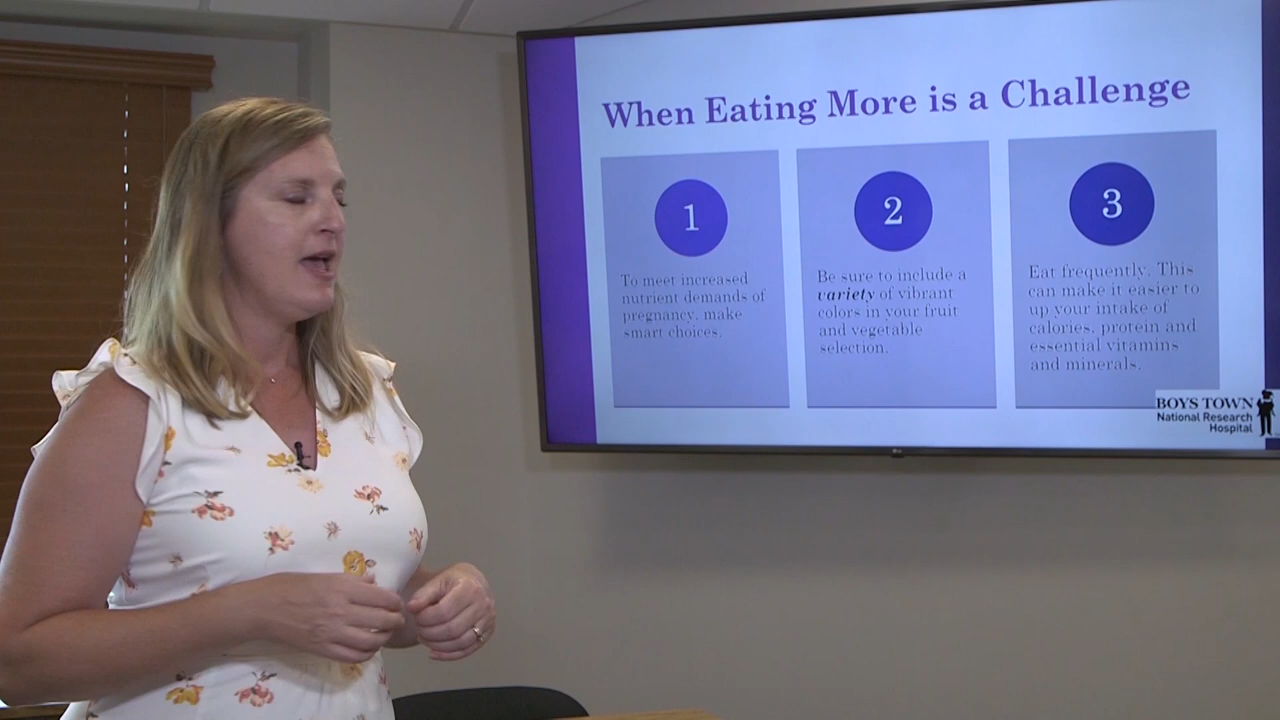 When Eating More is a Challenge
1
To meet increased
nutrient demands of
pregnancy, make
smart choices.
2
Be sure to include a
variety of vibrant
colors in your fruit
and vegetable
selection.
3
Eat frequently. This
can make it easier to
up your intake of
calories, protein and
essential vitamins
and minerals.
BOYS TOWN
National Research
Hospital
LG